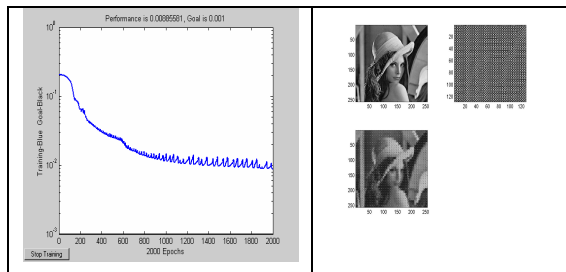 Performance is 0.00885581, Goal is 0.001
10^0
10^-1
10^-2
10^-3
Training-Blue Goal-Black
0 200 400 600 800 1000 1200 1400 1600 1800 2000
2000 Epochs
Stop Training
50
100
150
200
250
50 100 150 200 250
20
40
60
80
100
120
20 40 60 80 100 120
50
100
150
200
250
50 100 150 200 250